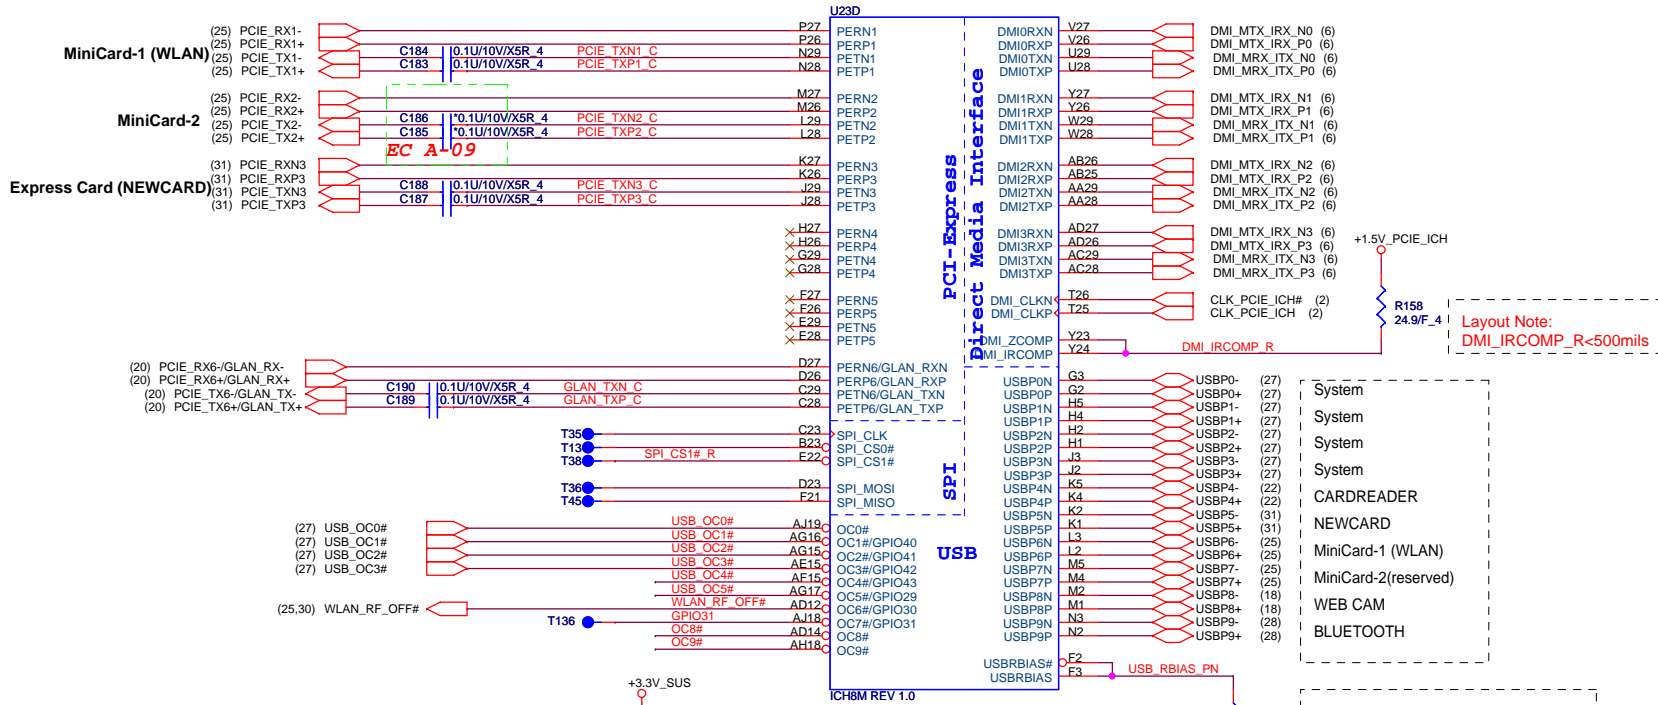 U23D
MiniCard-1 (WLAN)
(25) PCIE_RX1- P27 PERN1
(25) PCIE_RX1+ P26 PERP1
(25) PCIE_TX1- C184 0.1U/10V/X5R_4 PCIE_TXN1_C N29 PETN1
(25) PCIE_TX1+ C183 0.1U/10V/X5R_4 PCIE_TXP1_C N28 PETP1
MiniCard-2
(25) PCIE_RX2- M27 PERN2
(25) PCIE_RX2+ M26 PERP2
(25) PCIE_TX2- C186 *0.1U/10V/X5R_4 PCIE_TXN2_C L29 PETN2
(25) PCIE_TX2+ C185 *0.1U/10V/X5R_4 PCIE_TXP2_C L28 PETP2
EC A-09
Express Card (NEWCARD)
(31) PCIE_RXN3 K27 PERN3
(31) PCIE_RXP3 K26 PERP3
(31) PCIE_TXN3 C188 0.1U/10V/X5R_4 PCIE_TXN3_C J29 PETN3
(31) PCIE_TXP3 C187 0.1U/10V/X5R_4 PCIE_TXP3_C J28 PETP3
H27 PERN4
H26 PERP4
G29 PETN4
G28 PETP4
F27 PERN5
F26 PERP5
E29 PETN5
E28 PETP5
(20) PCIE_RX6-/GLAN_RX- D27 PERN6/GLAN_RXN
(20) PCIE_RX6+/GLAN_RX+ D26 PERP6/GLAN_RXP
(20) PCIE_TX6-/GLAN_TX- C190 0.1U/10V/X5R_4 GLAN_TXN_C C29 PETN6/GLAN_TXN
(20) PCIE_TX6+/GLAN_TX+ C189 0.1U/10V/X5R_4 GLAN_TXP_C C28 PETP6/GLAN_TXP
T35 C23 SPI_CLK
T13 B23 SPI_CS0#
T38 SPI_CS1#_R E22 SPI_CS1#
T36 D23 SPI_MOSI
T45 F21 SPI_MISO
(27) USB_OC0# USB_OC0# AJ19 OC0#
(27) USB_OC1# USB_OC1# AG16 OC1#/GPIO40
(27) USB_OC2# USB_OC2# AG15 OC2#/GPIO41
(27) USB_OC3# USB_OC3# AE15 OC3#/GPIO42
USB_OC4# AF15 OC4#/GPIO43
USB_OC5# AG17 OC5#/GPIO29
(25,30) WLAN_RF_OFF# WLAN_RF_OFF# AD12 OC6#/GPIO30
T136 GPIO31 AJ18 OC7#/GPIO31
OC8# AD14 OC8#
OC9# AH18 OC9#
+3.3V_SUS
PCI-Express
Direct Media Interface
SPI
USB
DMI0RXN V27 DMI_MTX_IRX_N0 (6)
DMI0RXP V26 DMI_MTX_IRX_P0 (6)
DMI0TXN U29 DMI_MRX_ITX_N0 (6)
DMI0TXP U28 DMI_MRX_ITX_P0 (6)
DMI1RXN Y27 DMI_MTX_IRX_N1 (6)
DMI1RXP Y26 DMI_MTX_IRX_P1 (6)
DMI1TXN W29 DMI_MRX_ITX_N1 (6)
DMI1TXP W28 DMI_MRX_ITX_P1 (6)
DMI2RXN AB26 DMI_MTX_IRX_N2 (6)
DMI2RXP AB25 DMI_MTX_IRX_P2 (6)
DMI2TXN AA29 DMI_MRX_ITX_N2 (6)
DMI2TXP AA28 DMI_MRX_ITX_P2 (6)
DMI3RXN AD27 DMI_MTX_IRX_N3 (6)
DMI3RXP AD26 DMI_MTX_IRX_P3 (6)
DMI3TXN AC29 DMI_MRX_ITX_N3 (6)
DMI3TXP AC28 DMI_MRX_ITX_P3 (6)
DMI_CLKN T26 CLK_PCIE_ICH# (2)
DMI_CLKP T25 CLK_PCIE_ICH (2)
DMI_ZCOMP Y23
DMI_IRCOMP Y24 DMI_IRCOMP_R
+1.5V_PCIE_ICH
R158
24.9/F_4
Layout Note:
DMI_IRCOMP_R<500mils
USBP0N G3 USBP0- (27)
USBP0P G2 USBP0+ (27) System
USBP1N H5 USBP1- (27)
USBP1P H4 USBP1+ (27) System
USBP2N H2 USBP2- (27)
USBP2P H1 USBP2+ (27) System
USBP3N J3 USBP3- (27)
USBP3P J2 USBP3+ (27) System
USBP4N K5 USBP4- (22)
USBP4P K4 USBP4+ (22) CARDREADER
USBP5N K2 USBP5- (31)
USBP5P K1 USBP5+ (31) NEWCARD
USBP6N L3 USBP6- (25)
USBP6P L2 USBP6+ (25) MiniCard-1 (WLAN)
USBP7N M5 USBP7- (25)
USBP7P M4 USBP7+ (25) MiniCard-2(reserved)
USBP8N M2 USBP8- (18)
USBP8P M1 USBP8+ (18) WEB CAM
USBP9N N3 USBP9- (28)
USBP9P N2 USBP9+ (28) BLUETOOTH
USBRBIAS# F2
USBRBIAS F3 USB_RBIAS_PN
ICH8M REV 1.0